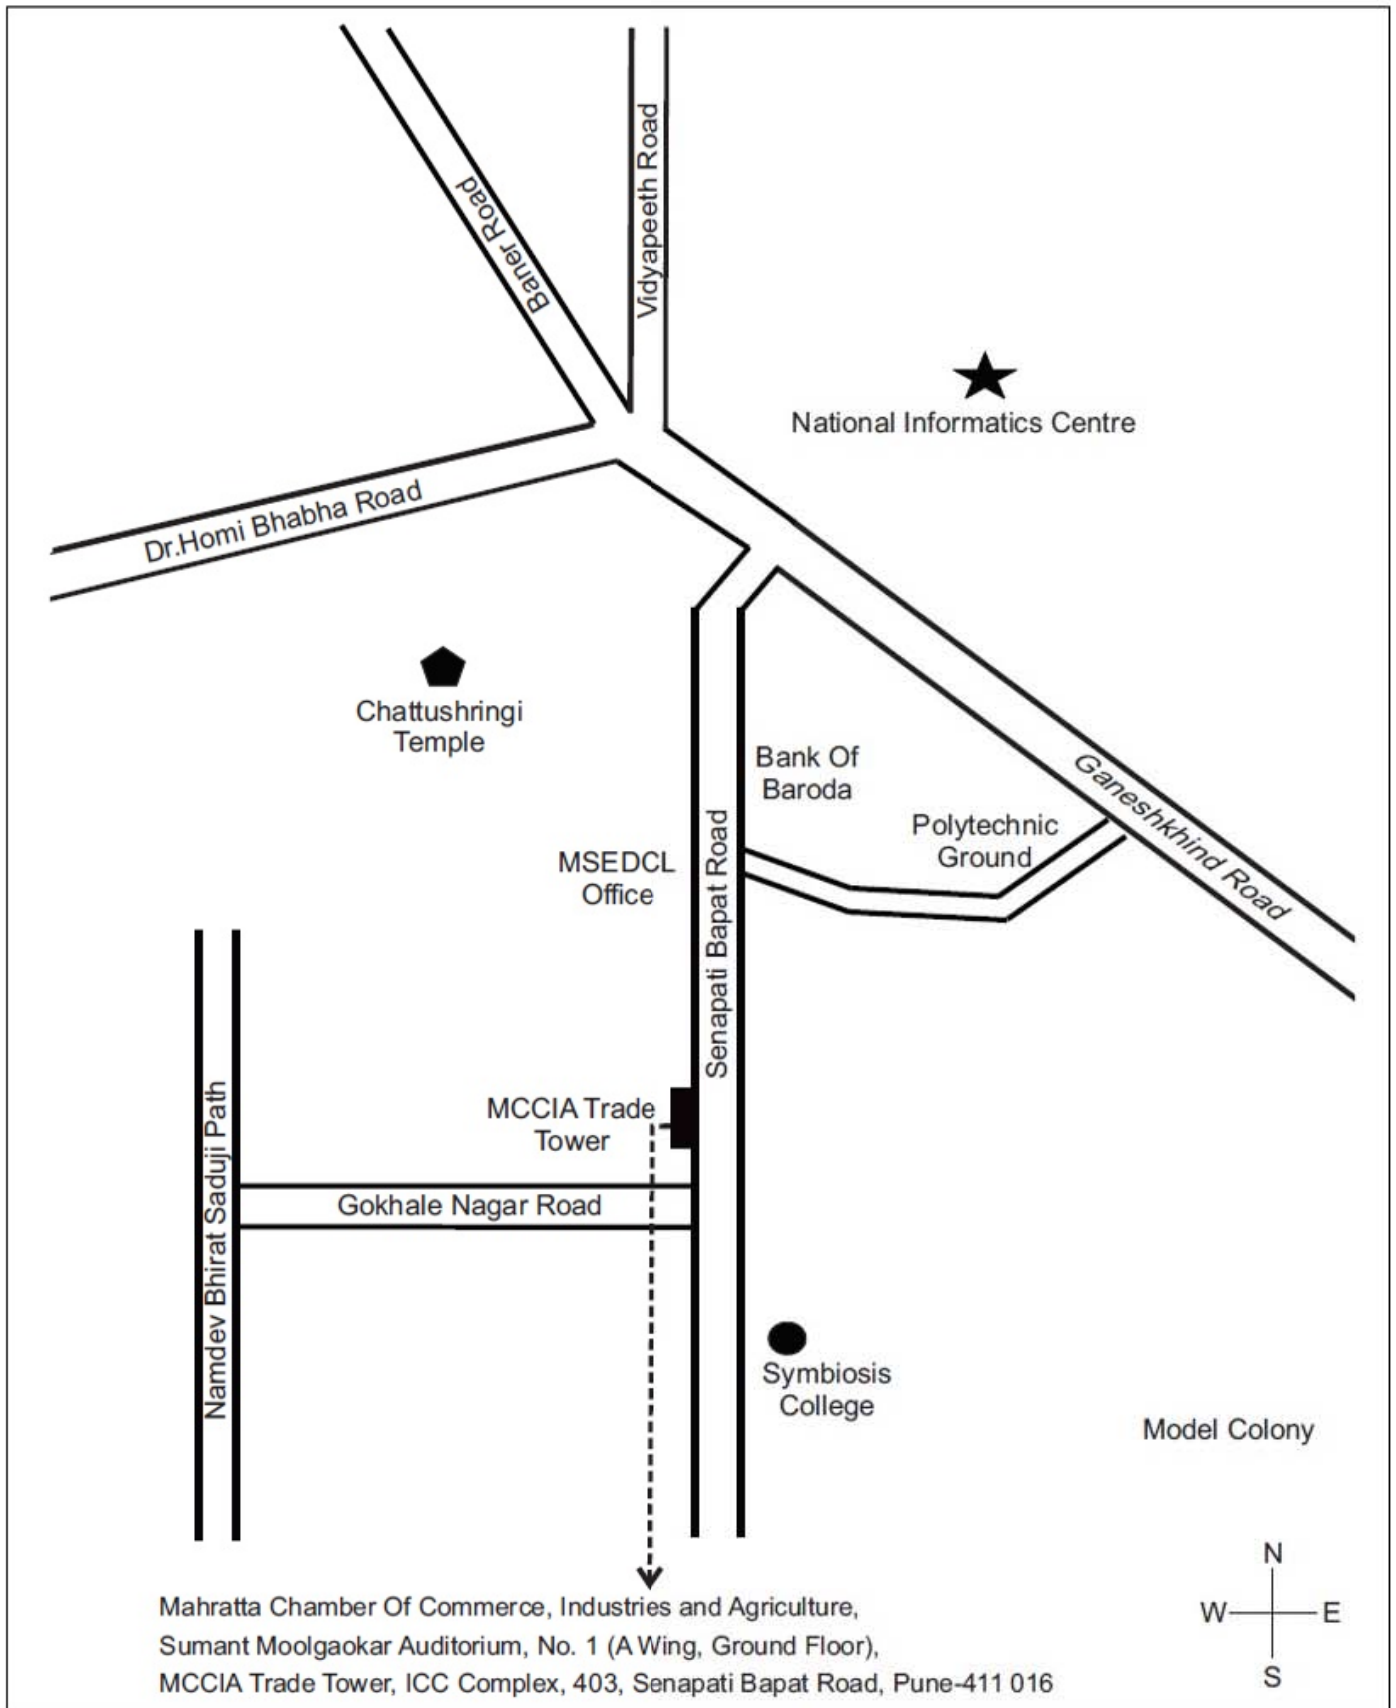 Baner Road
Vidyapeeth Road
National Informatics Centre
Dr.Homi Bhabha Road
Chattushringi
Temple
Bank Of
Baroda
Ganeshkhind Road
Polytechnic
Ground
MSEDCL
Office
Senapati Bapat Road
MCCIA Trade
Tower
Namdev Bhirat Saduji Path
Gokhale Nagar Road
Symbiosis
College
Model Colony
N
W
E
S
Mahratta Chamber Of Commerce, Industries and Agriculture,
Sumant Moolgaokar Auditorium, No. 1 (A Wing, Ground Floor),
MCCIA Trade Tower, ICC Complex, 403, Senapati Bapat Road, Pune-411 016